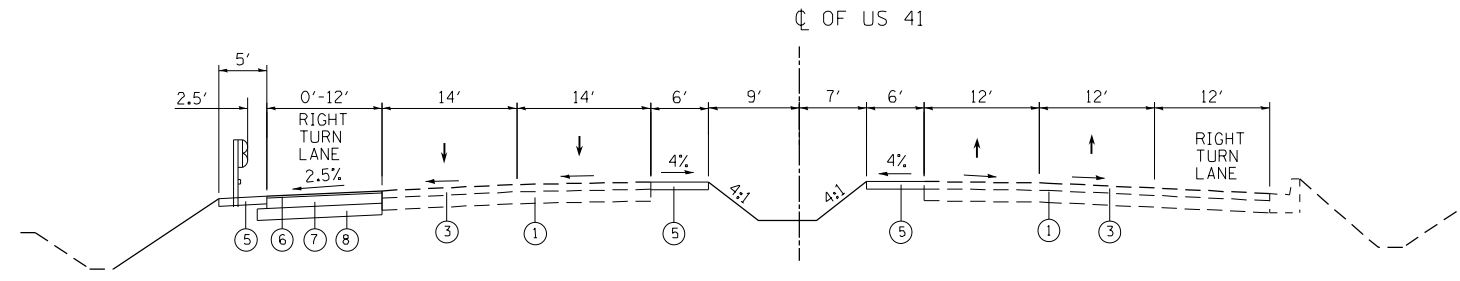 ℄ OF US 41
5'
2.5' 0'-12' 14' 14' 6' 9' 7' 6' 12' 12' 12'
RIGHT
TURN
LANE
2.5%
4% 4%
RIGHT
TURN
LANE
4:1 4:1
5 6 7 8 3 1 5 5 1 3